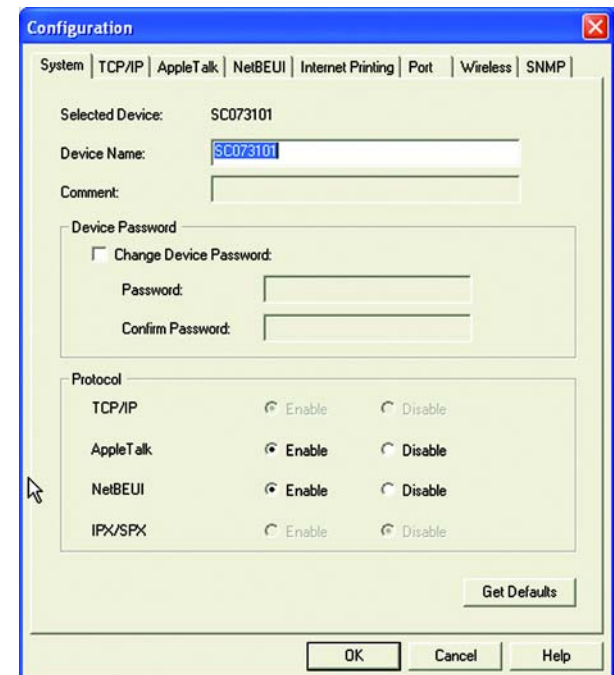 Configuration
System TCP/IP AppleTalk NetBEUI Internet Printing Port Wireless SNMP
Selected Device: SC073101
Device Name: SC073101
Comment:
Device Password
Change Device Password:
Password:
Confirm Password:
Protocol
TCP/IP Enable Disable
AppleTalk Enable Disable
NetBEUI Enable Disable
IPX/SPX Enable Disable
Get Defaults
OK Cancel Help